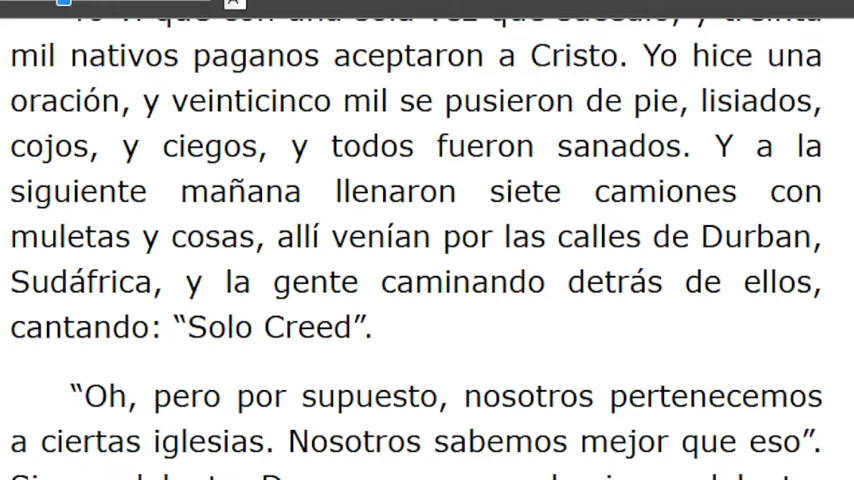 mil nativos paganos aceptaron a Cristo. Yo hice una
oración, y veinticinco mil se pusieron de pie, lisiados,
cojos, y ciegos, y todos fueron sanados. Y a la
siguiente mañana llenaron siete camiones con
muletas y cosas, allí venían por las calles de Durban,
Sudáfrica, y la gente caminando detrás de ellos,
cantando: “Solo Creed”.
“Oh, pero por supuesto, nosotros pertenecemos
a ciertas iglesias. Nosotros sabemos mejor que eso”.